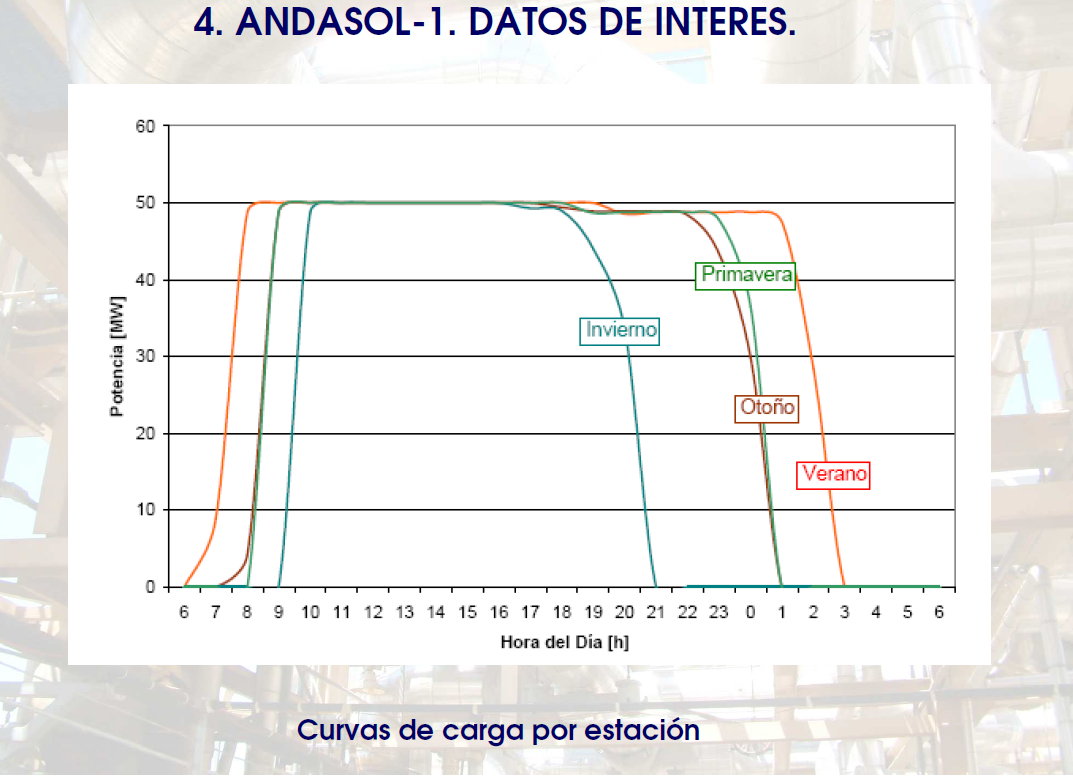 4. ANDASOL-1. DATOS DE INTERES.
60
50
40
30
20
10
0
Potencia [MW]
Primavera
Invierno
Otoño
Verano
6 7 8 9 10 11 12 13 14 15 16 17 18 19 20 21 22 23 0 1 2 3 4 5 6
Hora del Día [h]
Curvas de carga por estación